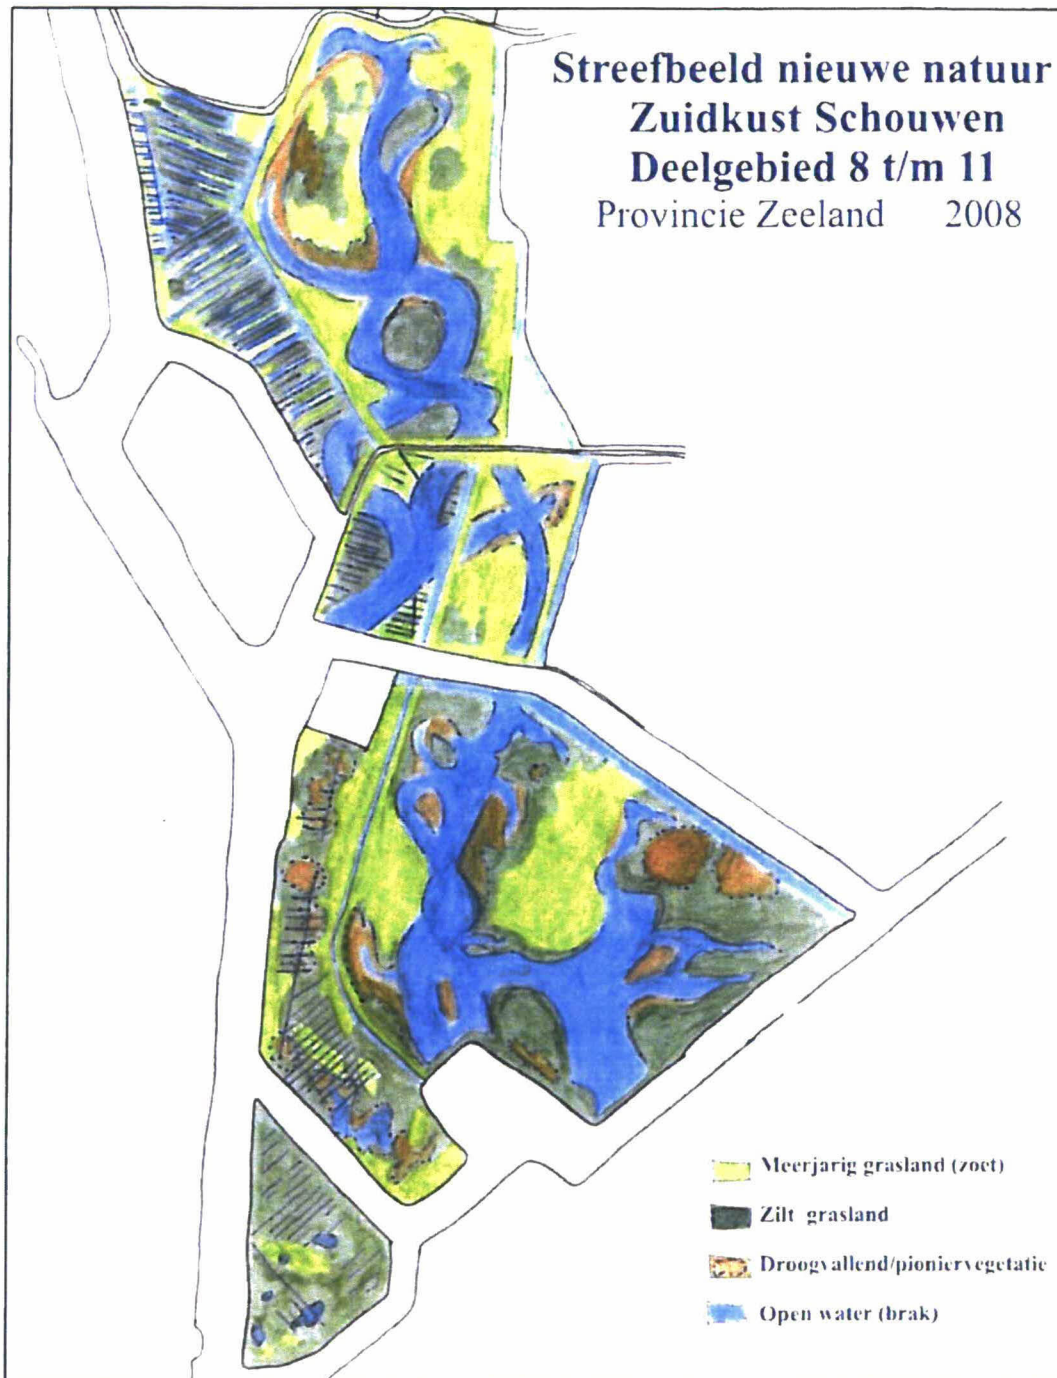 Streefbeeld nieuwe natuur
Zuidkust Schouwen
Deelgebied 8 t/m 11
Provincie Zeeland 2008
Meerjarig grasland (zoet)
Zilt grasland
Droogvallend/pioniervegetatie
Open water (brak)